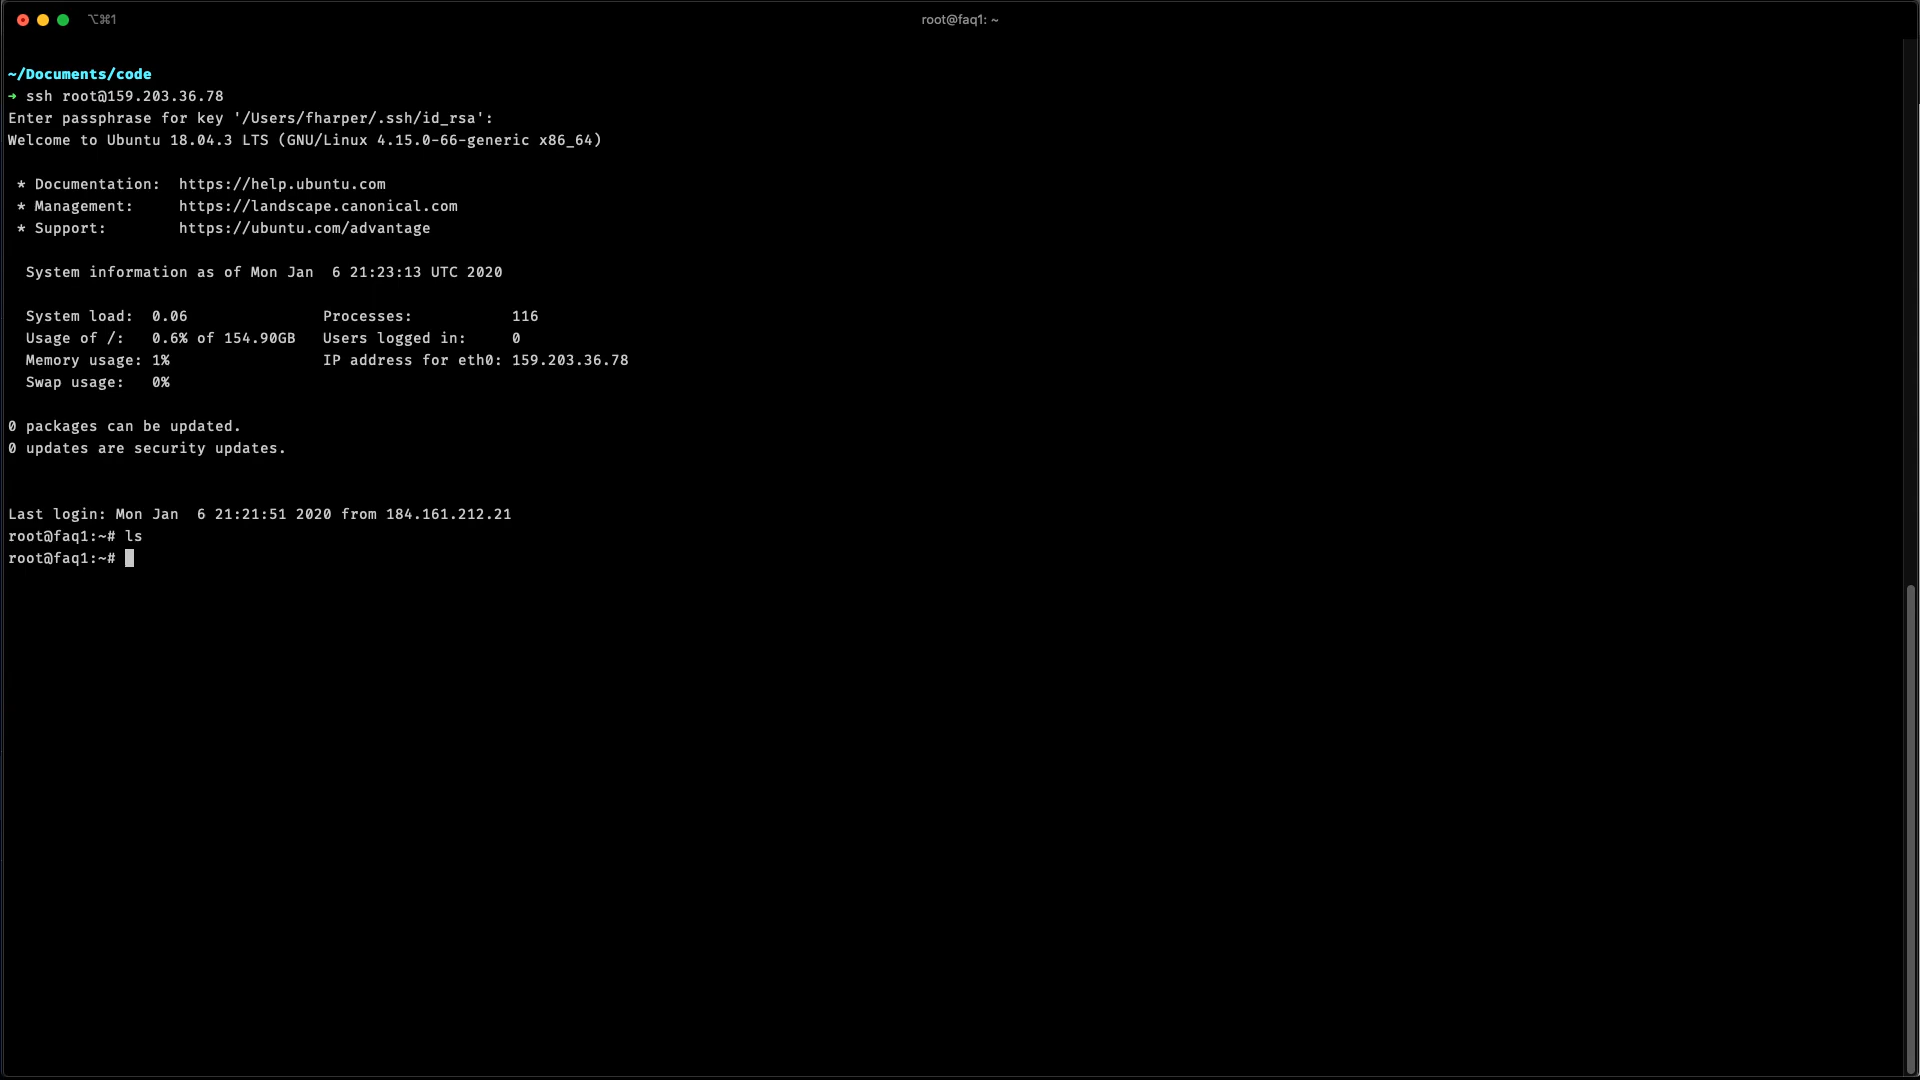 ⌥⌘1
root@faq1: ~
~/Documents/code
➜ ssh root@159.203.36.78
Enter passphrase for key '/Users/fharper/.ssh/id_rsa':
Welcome to Ubuntu 18.04.3 LTS (GNU/Linux 4.15.0-66-generic x86_64)
* Documentation:  https://help.ubuntu.com
* Management:     https://landscape.canonical.com
* Support:        https://ubuntu.com/advantage
System information as of Mon Jan  6 21:23:13 UTC 2020
System load:  0.06               Processes:           116
Usage of /:   0.6% of 154.90GB   Users logged in:     0
Memory usage: 1%                 IP address for eth0: 159.203.36.78
Swap usage:   0%
0 packages can be updated.
0 updates are security updates.
Last login: Mon Jan  6 21:21:51 2020 from 184.161.212.21
root@faq1:~# ls
root@faq1:~#